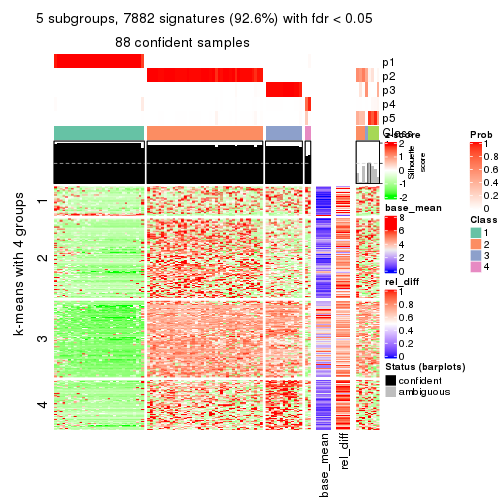 5 subgroups, 7882 signatures (92.6%) with fdr < 0.05
88 confident samples
p1
p2
p3
p4
p5
Class
z-score
2
1
0
-1
-2
Silhouette
score
Prob
1
0.8
0.6
0.4
0.2
0
Class
1
2
3
4
base_mean
8
6
4
2
0
rel_diff
1
0.8
0.6
0.4
0.2
0
Status (barplots)
confident
ambiguous
k-means with 4 groups
1
2
3
4
base_mean
rel_diff